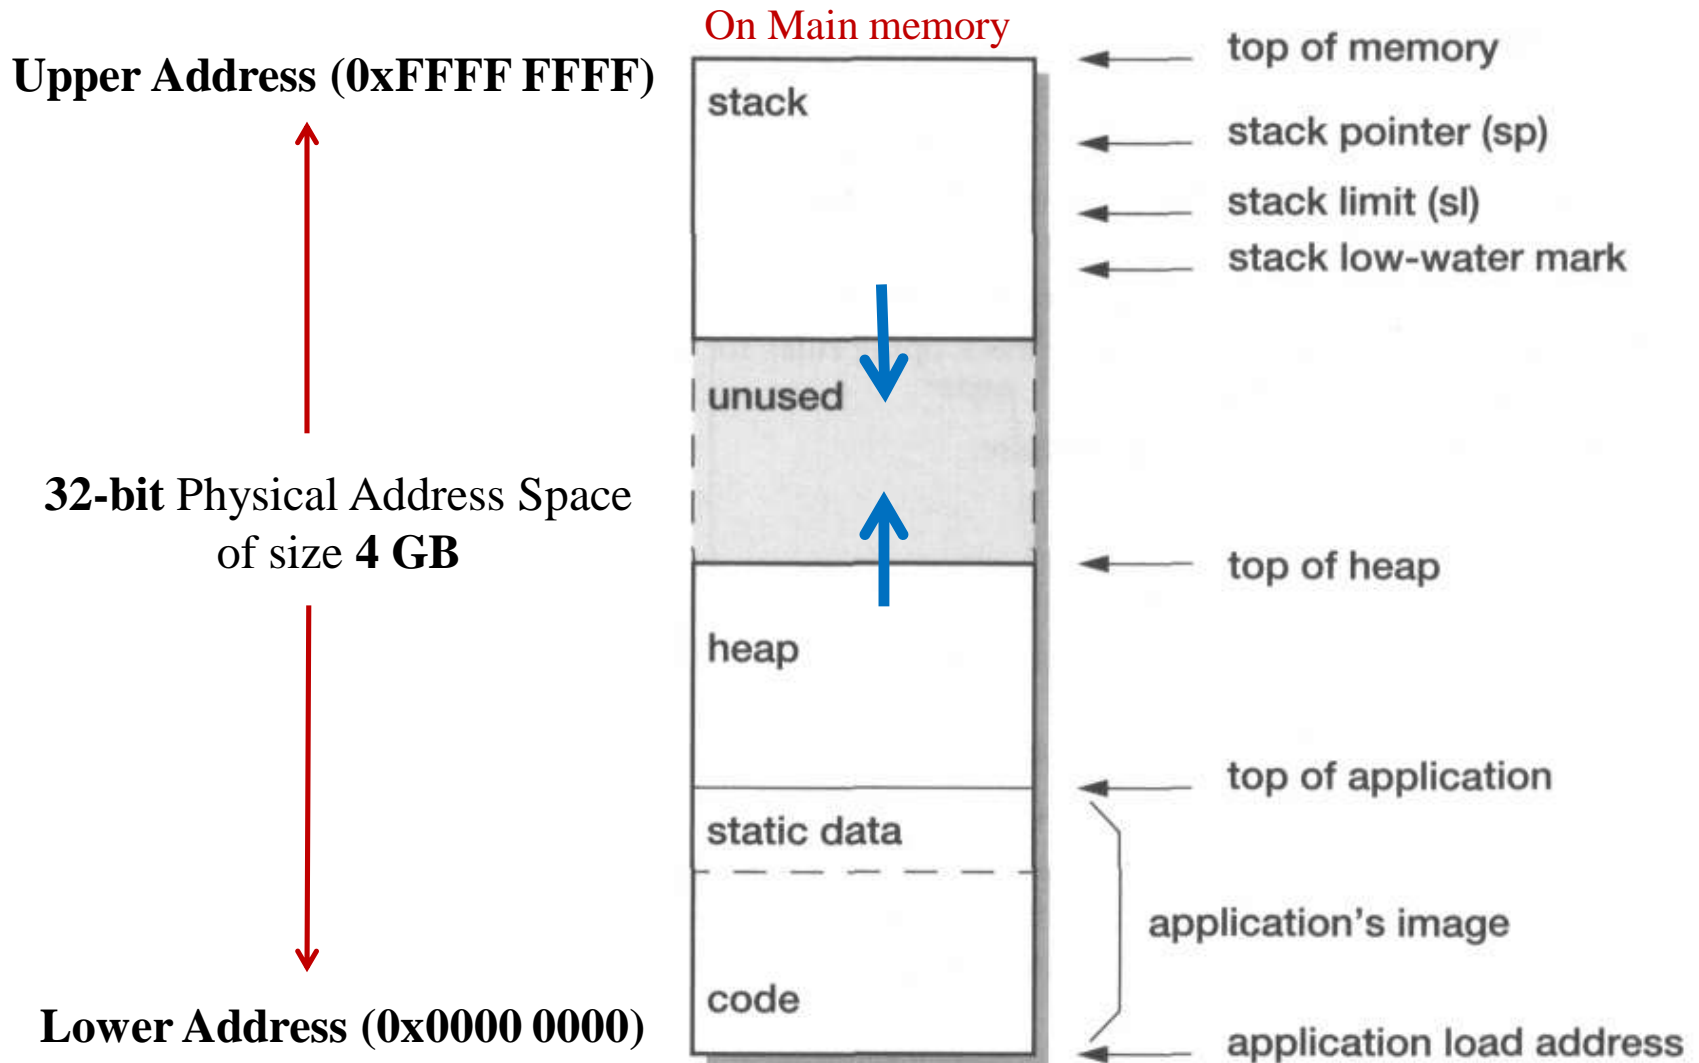 On Main memory
Upper Address (0xFFFF FFFF)
32-bit Physical Address Space
of size 4 GB
Lower Address (0x0000 0000)
stack
unused
heap
static data
code
top of memory
stack pointer (sp)
stack limit (sl)
stack low-water mark
top of heap
top of application
application's image
application load address